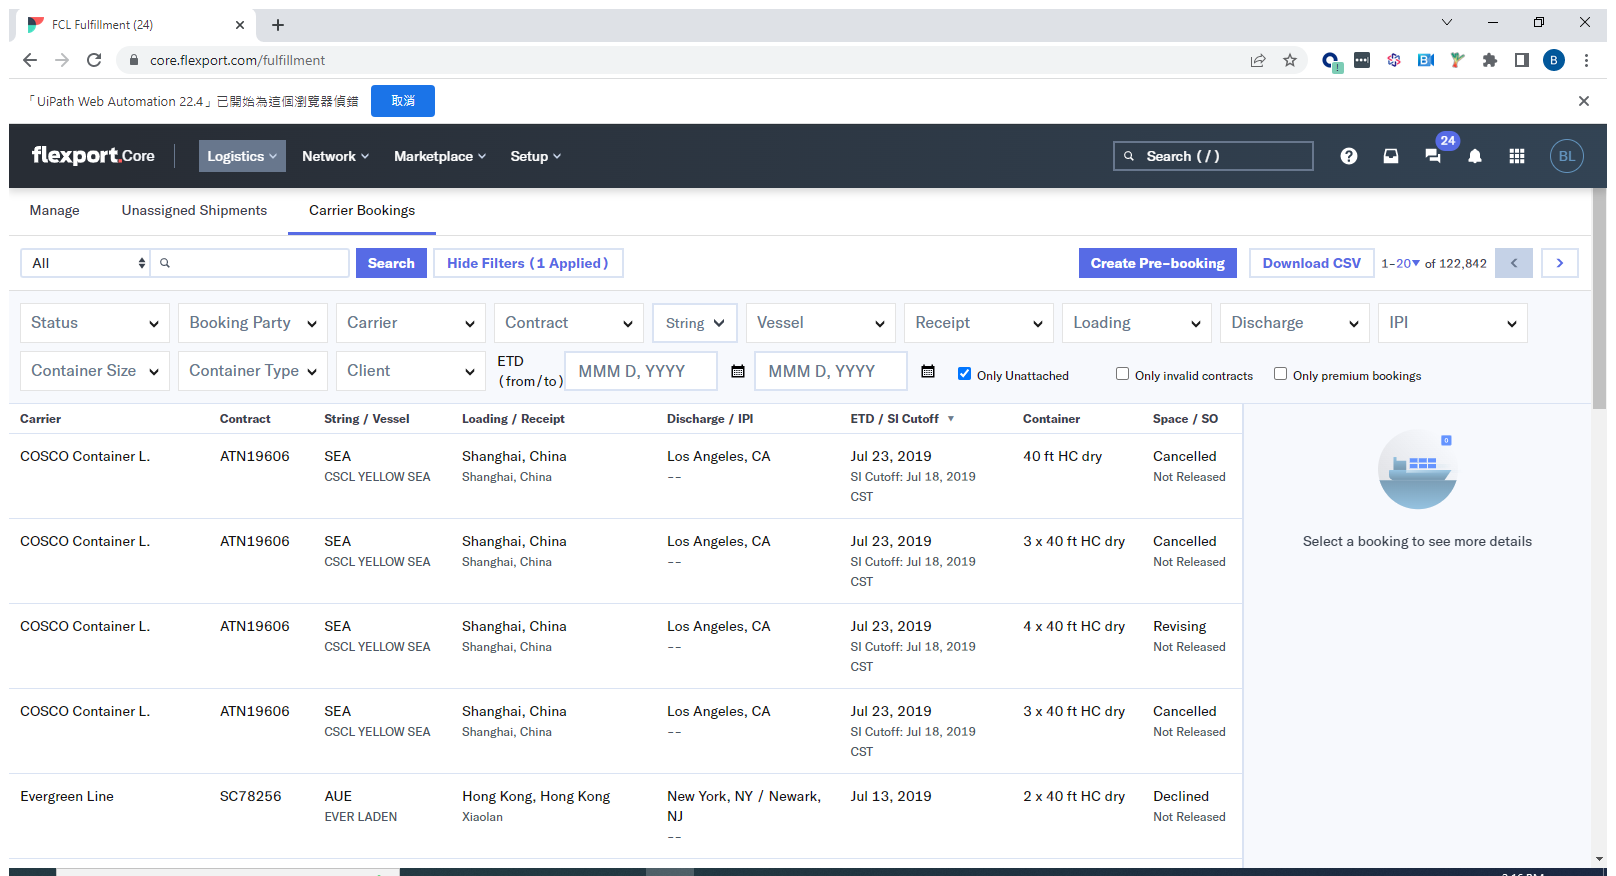 FCL Fulfillment (24)
core.flexport.com/fulfillment
B
「UiPath Web Automation 22.4」已開始為這個瀏覽器偵錯
取消
flexport.Core
Logistics
Network
Marketplace
Setup
Search ( / )
24
BL
Manage
Unassigned Shipments
Carrier Bookings
All
Search
Hide Filters (1 Applied)
Create Pre-booking
Download CSV
1-20 of 122,842
Status
Booking Party
Carrier
Contract
String
Vessel
Receipt
Loading
Discharge
IPI
Container Size
Container Type
Client
ETD
(from/to)
MMM D, YYYY
MMM D, YYYY
Only Unattached
Only invalid contracts
Only premium bookings
Carrier Contract String / Vessel Loading / Receipt Discharge / IPI ETD / SI Cutoff Container Space / SO
COSCO Container L. ATN19606 SEA Shanghai, China Los Angeles, CA Jul 23, 2019 40 ft HC dry Cancelled
CSCL YELLOW SEA Shanghai, China -- SI Cutoff: Jul 18, 2019 Not Released
CST
COSCO Container L. ATN19606 SEA Shanghai, China Los Angeles, CA Jul 23, 2019 3 x 40 ft HC dry Cancelled
CSCL YELLOW SEA Shanghai, China -- SI Cutoff: Jul 18, 2019 Not Released
CST
COSCO Container L. ATN19606 SEA Shanghai, China Los Angeles, CA Jul 23, 2019 4 x 40 ft HC dry Revising
CSCL YELLOW SEA Shanghai, China -- SI Cutoff: Jul 18, 2019 Not Released
CST
COSCO Container L. ATN19606 SEA Shanghai, China Los Angeles, CA Jul 23, 2019 3 x 40 ft HC dry Cancelled
CSCL YELLOW SEA Shanghai, China -- SI Cutoff: Jul 18, 2019 Not Released
CST
Evergreen Line SC78256 AUE Hong Kong, Hong Kong New York, NY / Newark, Jul 13, 2019 2 x 40 ft HC dry Declined
EVER LADEN Xiaolan NJ Not Released
--
0
Select a booking to see more details